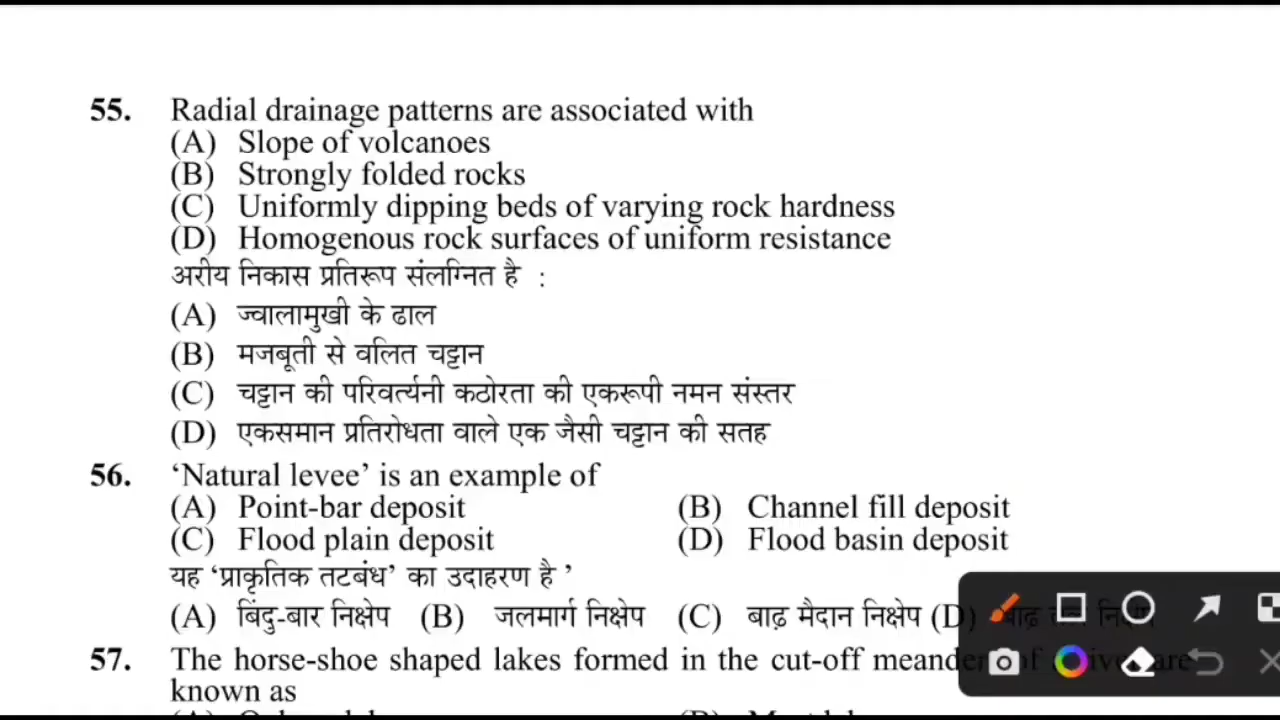 55. Radial drainage patterns are associated with
(A) Slope of volcanoes
(B) Strongly folded rocks
(C) Uniformly dipping beds of varying rock hardness
(D) Homogenous rock surfaces of uniform resistance
अरीय निकास प्रतिरूप संलग्नित है :
(A) ज्वालामुखी के ढाल
(B) मजबूती से वलित चट्टान
(C) चट्टान की परिवर्त्यनी कठोरता की एकरूपी नमन संस्तर
(D) एकसमान प्रतिरोधता वाले एक जैसी चट्टान की सतह
56. ‘Natural levee’ is an example of
(A) Point-bar deposit (B) Channel fill deposit
(C) Flood plain deposit (D) Flood basin deposit
यह ‘प्राकृतिक तटबंध’ का उदाहरण है ’
(A) बिंदु-बार निक्षेप (B) जलमार्ग निक्षेप (C) बाढ़ मैदान निक्षेप (D)
57. The horse-shoe shaped lakes formed in the cut-off meander of are
known as